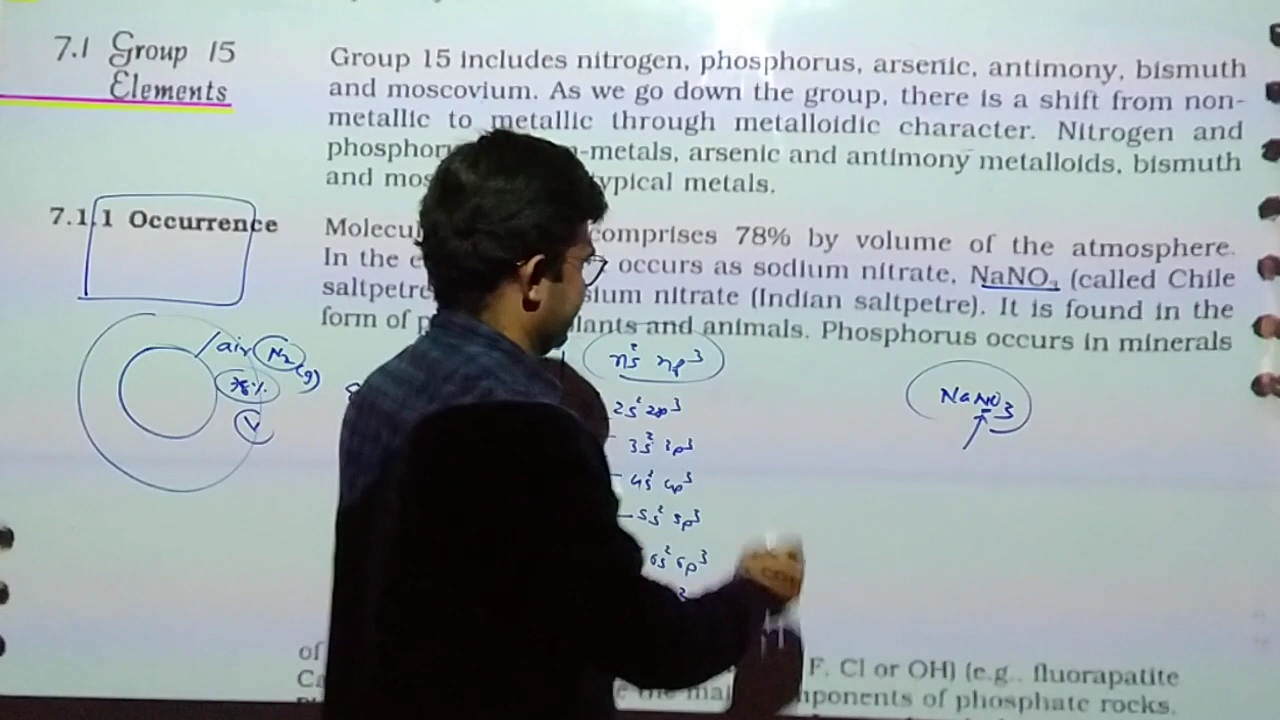 7.1 Group 15
Elements
Group 15 includes nitrogen, phosphorus, arsenic, antimony, bismuth
and moscovium. As we go down the group, there is a shift from non-
metallic to metallic through metalloidic character. Nitrogen and
-metals, arsenic and antimony metalloids, bismuth
and typical metals.
7.1.1 Occurrence
comprises 78% by volume of the atmosphere.
In the occurs as sodium nitrate, NaNO₃ (called Chile
saltpetre nitrate (Indian saltpetre). It is found in the
form of plants and animals. Phosphorus occurs in minerals
air N₂(g)
78%
V
ns² np³
2s² 2p³
3s² 3p³
4s² 4p³
5s² 5p³
6s² 6p³
NaNO₃
of F, Cl or OH) (e.g., fluorapatite
components of phosphate rocks.